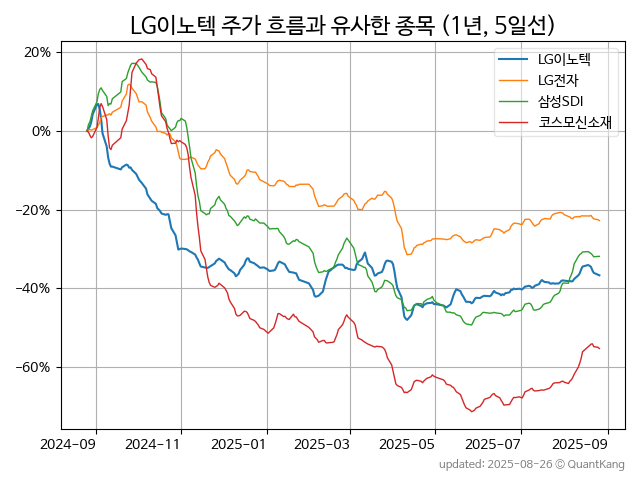 LG이노텍 주가 흐름과 유사한 종목 (1년, 5일선)
LG이노텍
LG전자
삼성SDI
코스모신소재
20%
0%
−20%
−40%
−60%
2024−09
2024−11
2025−01
2025−03
2025−05
2025−07
2025−09
updated: 2025-08-26 © QuantKang